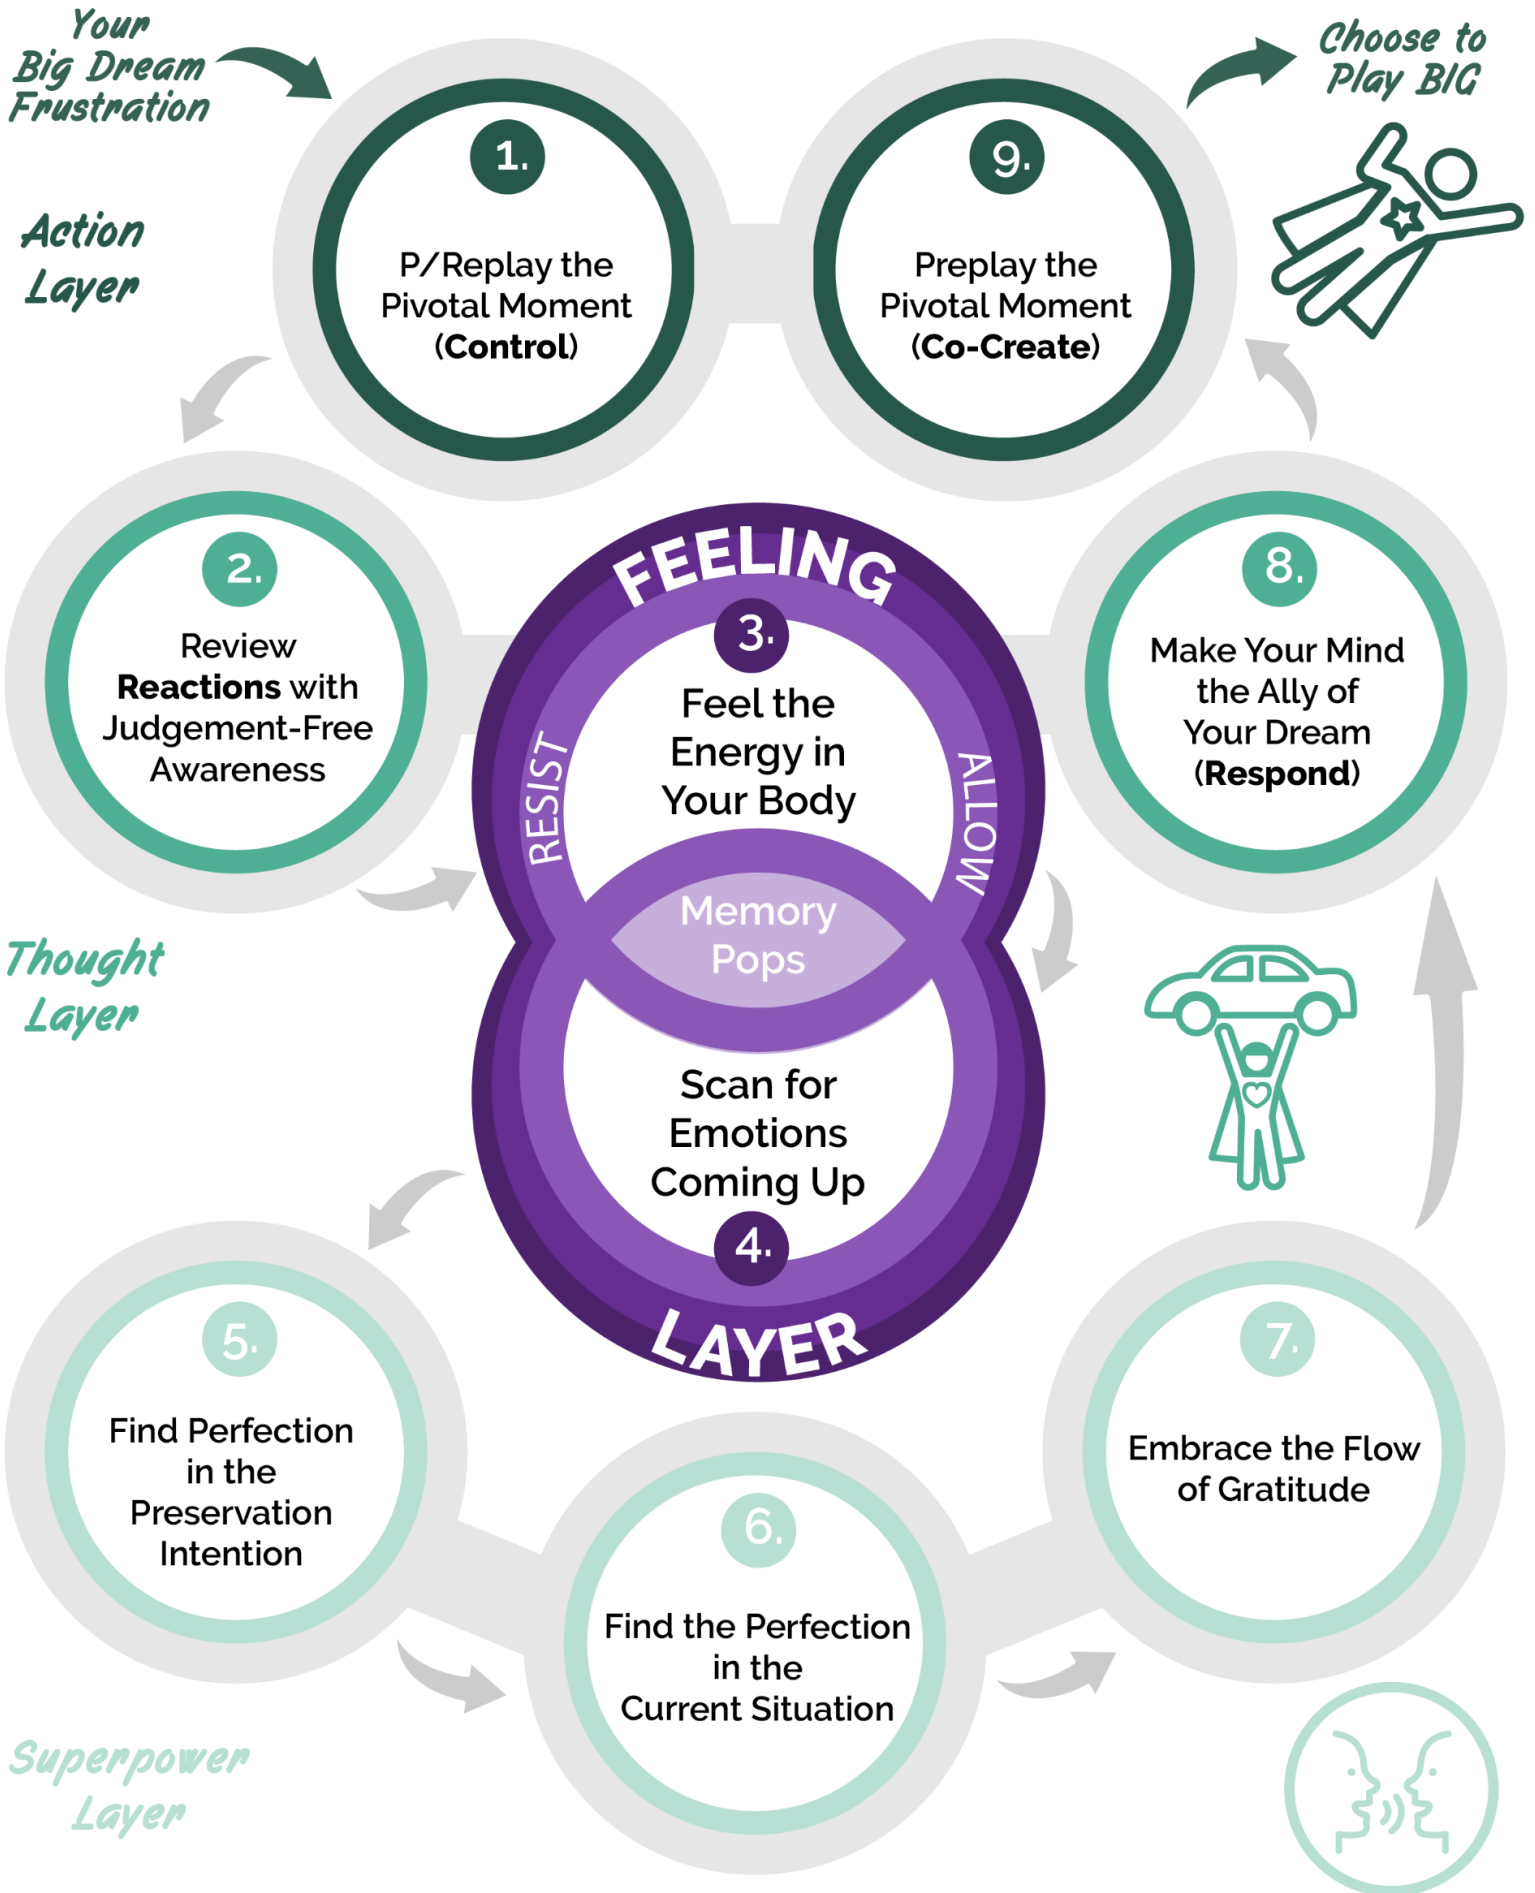 Your
Big Dream
Frustration
Choose to
Play BIG
Action
Layer
1.
P/Replay the
Pivotal Moment
(Control)
9.
Preplay the
Pivotal Moment
(Co-Create)
2.
Review
Reactions with
Judgement-Free
Awareness
FEELING
3.
Feel the
Energy in
Your Body
RESIST
ALLOW
Memory
Pops
Scan for
Emotions
Coming Up
4.
LAYER
8.
Make Your Mind
the Ally of
Your Dream
(Respond)
Thought
Layer
5.
Find Perfection
in the
Preservation
Intention
6.
Find the Perfection
in the
Current Situation
7.
Embrace the Flow
of Gratitude
Superpower
Layer